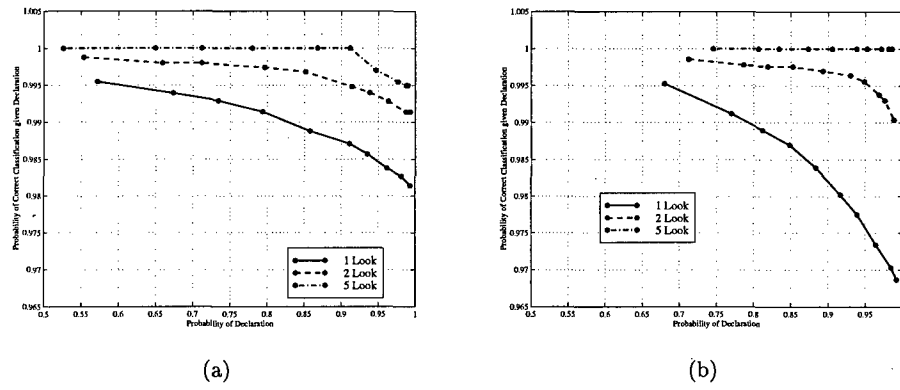 1.005
1
0.995
0.99
0.985
0.98
0.975
0.97
0.965
0.5 0.55 0.6 0.65 0.7 0.75 0.8 0.85 0.9 0.95 1
Probability of Correct Classification given Declaration
Probability of Declaration
1 Look
2 Look
5 Look
(a)
1.005
1
0.995
0.99
0.985
0.98
0.975
0.97
0.965
0.5 0.55 0.6 0.65 0.7 0.75 0.8 0.85 0.9 0.95
Probability of Correct Classification given Declaration
Probability of Declaration
1 Look
2 Look
5 Look
(b)